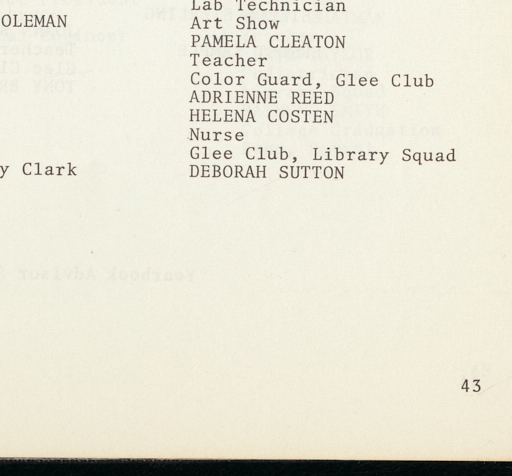 OLEMAN
y Clark
Lab Technician
Art Show
PAMELA CLEATON
Teacher
Color Guard, Glee Club
ADRIENNE REED
HELENA COSTEN
Nurse
Glee Club, Library Squad
DEBORAH SUTTON
43